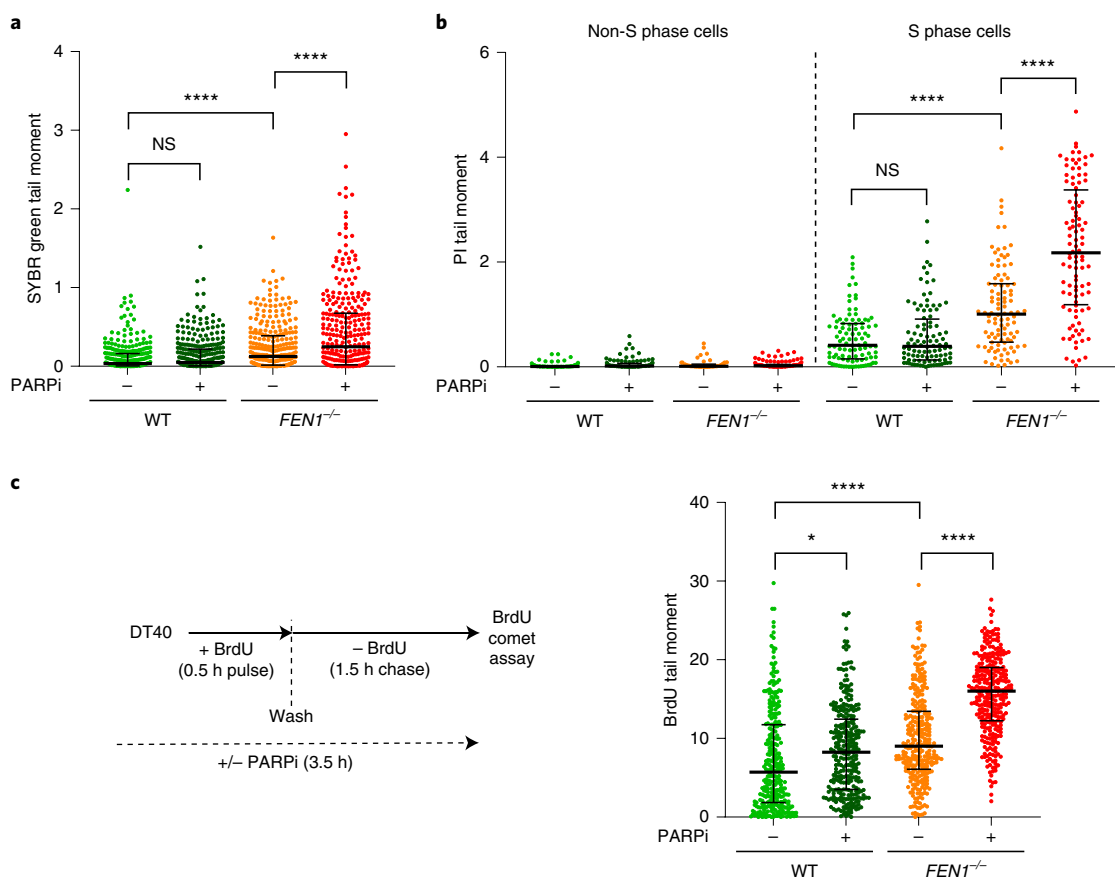 a
SYBR green tail moment
4
3
2
1
0
****
****
NS
PARPi
– + – +
WT FEN1–/–
b
Non-S phase cells S phase cells
PI tail moment
6
4
2
0
****
****
NS
PARPi – + – + – + – +
WT FEN1–/– WT FEN1–/–
c
DT40
+ BrdU
(0.5 h pulse)
– BrdU
(1.5 h chase)
BrdU
comet
assay
Wash
+/– PARPi (3.5 h)
BrdU tail moment
40
30
20
10
0
****
* ****
PARPi – + – +
WT FEN1–/–